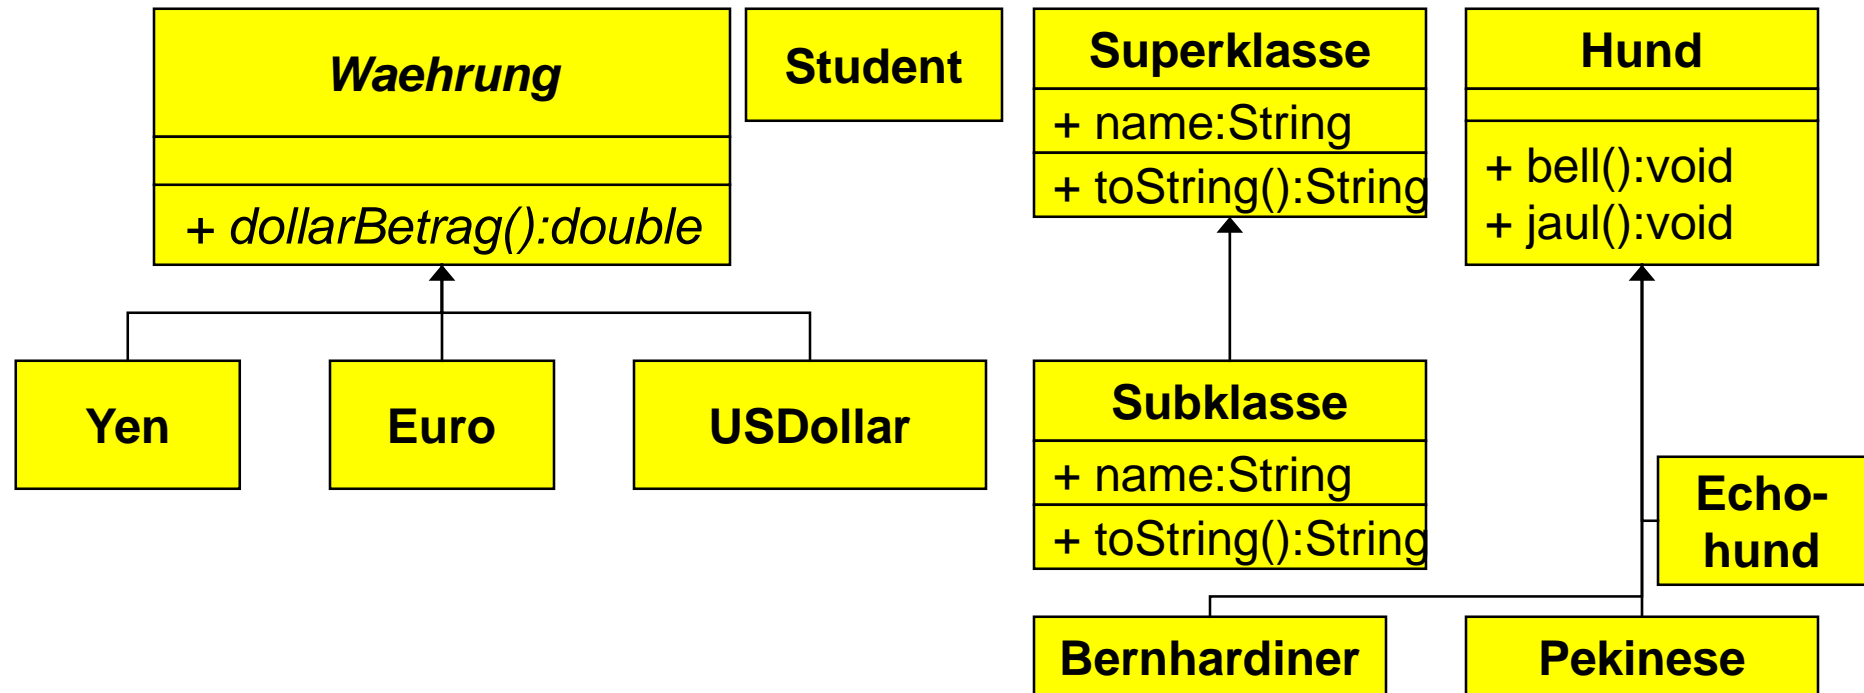 Waehrung
+ dollarBetrag():double
Yen
Euro
USDollar
Student
Superklasse
+ name:String
+ toString():String
Subklasse
+ name:String
+ toString():String
Hund
+ bell():void
+ jaul():void
Echo-
hund
Bernhardiner
Pekinese